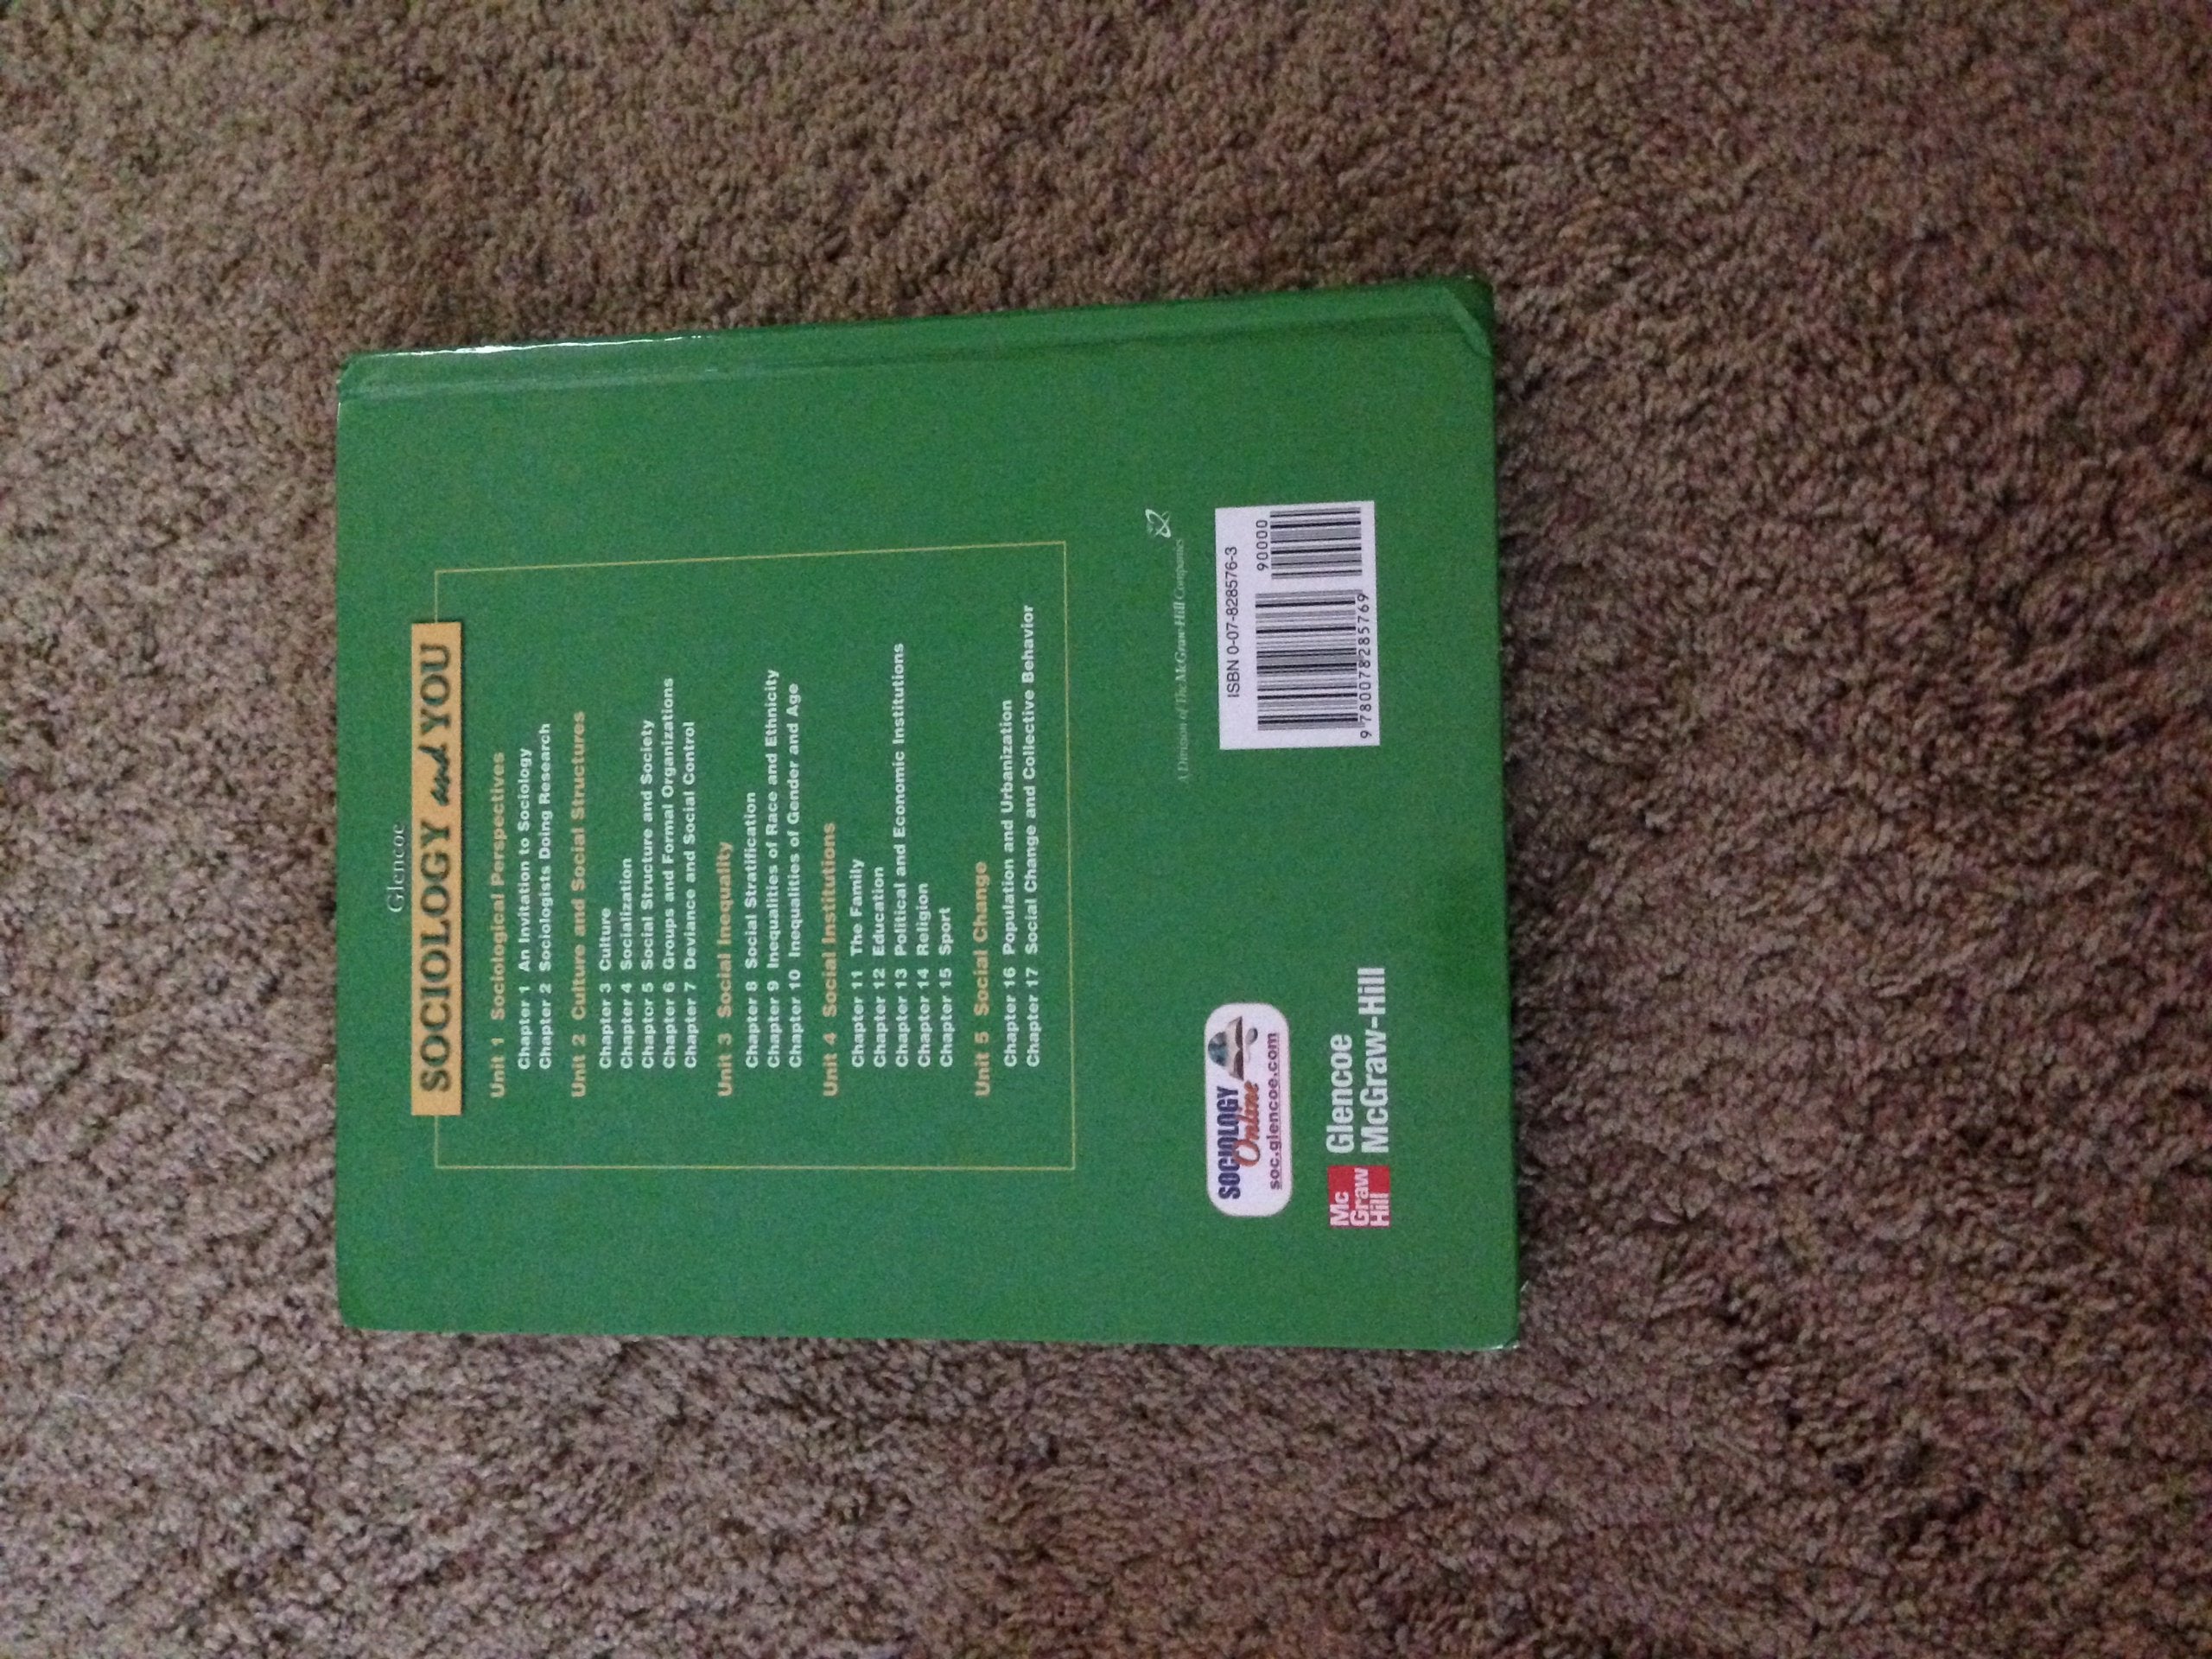 Glencoe
SOCIOLOGY and YOU
Unit 1 Sociological Perspectives
Chapter 1 An Invitation to Sociology
Chapter 2 Sociologists Doing Research
Unit 2 Culture and Social Structures
Chapter 3 Culture
Chapter 4 Socialization
Chapter 5 Social Structure and Society
Chapter 6 Groups and Formal Organizations
Chapter 7 Deviance and Social Control
Unit 3 Social Inequality
Chapter 8 Social Stratification
Chapter 9 Inequalities of Race and Ethnicity
Chapter 10 Inequalities of Gender and Age
Unit 4 Social Institutions
Chapter 11 The Family
Chapter 12 Education
Chapter 13 Political and Economic Institutions
Chapter 14 Religion
Chapter 15 Sport
Unit 5 Social Change
Chapter 16 Population and Urbanization
Chapter 17 Social Change and Collective Behavior
A Division of The McGraw-Hill Companies
SOCIOLOGY
Online
soc.glencoe.com
Mc
Graw
Hill
Glencoe
McGraw-Hill
ISBN 0-07-828576-3
90000
9 780078 285769